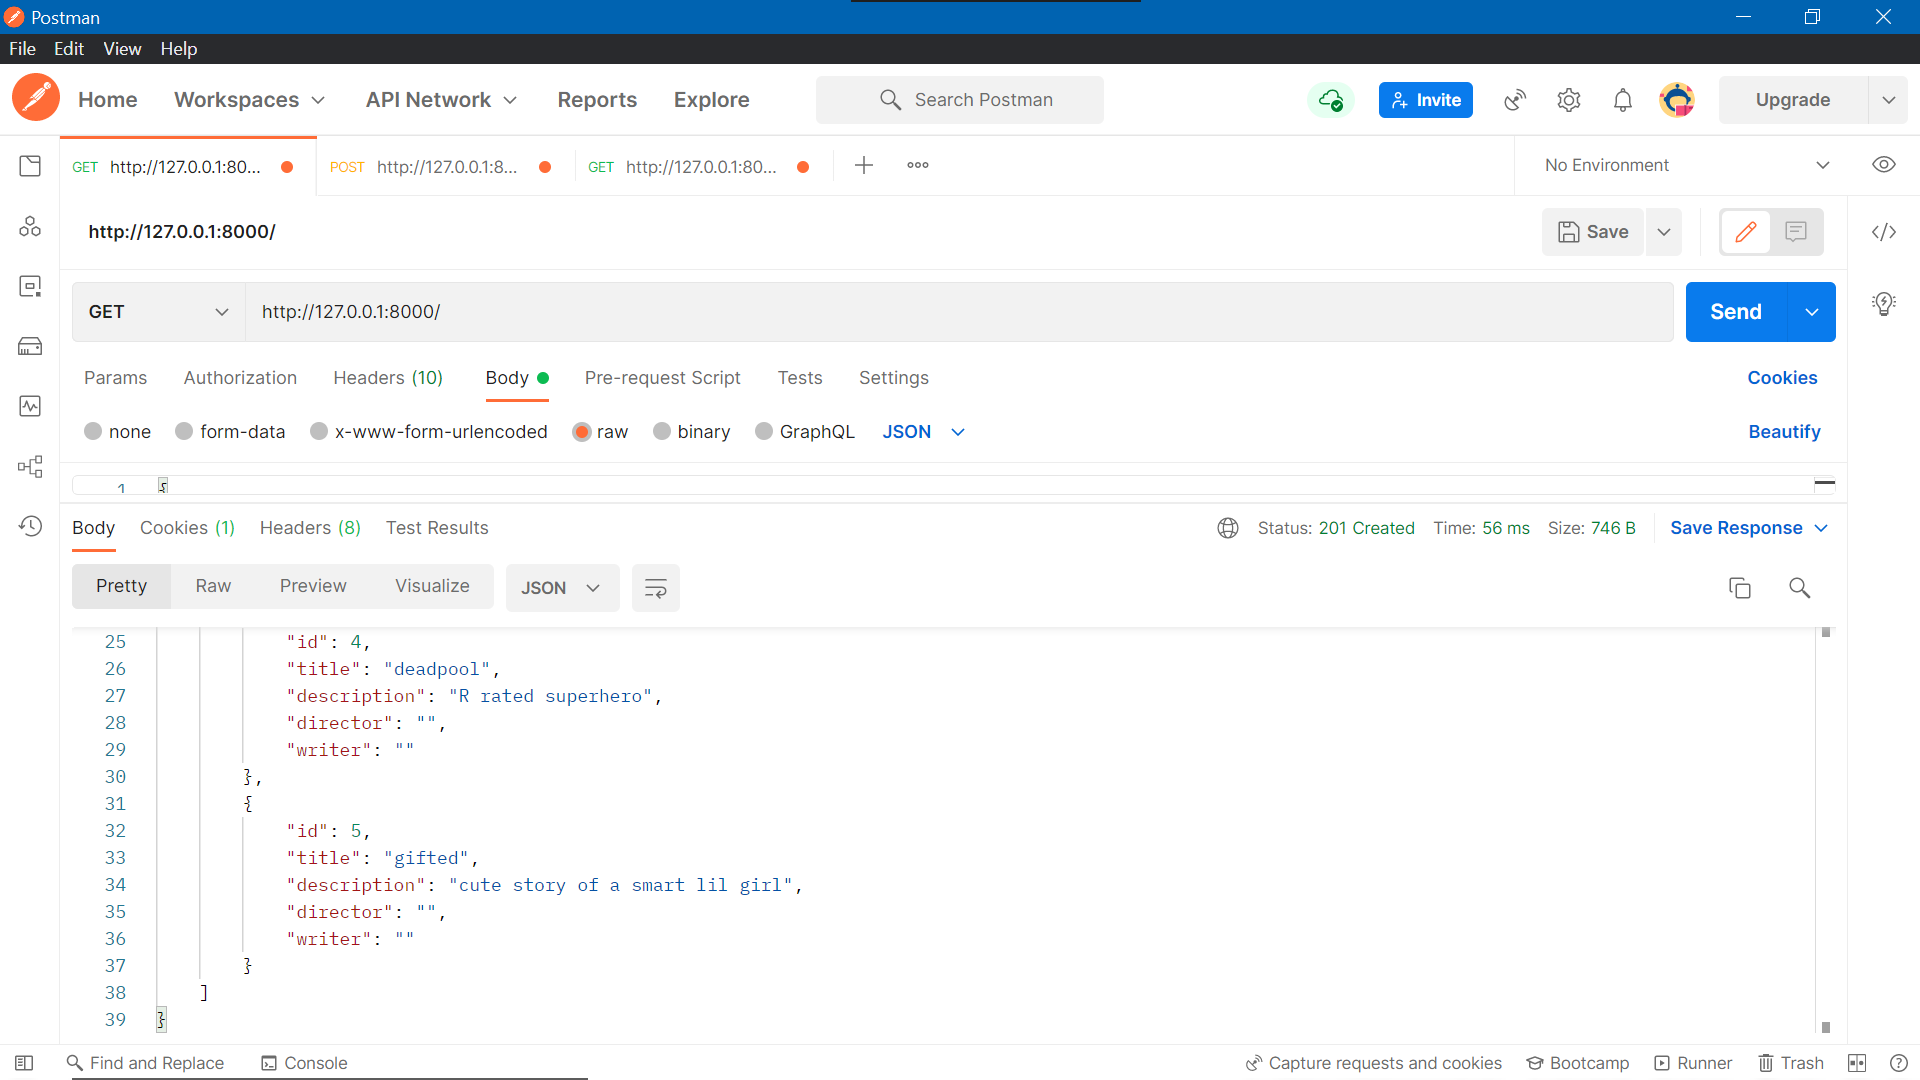 Postman
File Edit View Help
Home Workspaces API Network Reports Explore Search Postman Invite Upgrade
GET http://127.0.0.1:80... POST http://127.0.0.1:8... GET http://127.0.0.1:80... No Environment
http://127.0.0.1:8000/ Save
GET http://127.0.0.1:8000/ Send
Params Authorization Headers (10) Body Pre-request Script Tests Settings Cookies
none form-data x-www-form-urlencoded raw binary GraphQL JSON Beautify
1 {
Body Cookies (1) Headers (8) Test Results Status: 201 Created Time: 56 ms Size: 746 B Save Response
Pretty Raw Preview Visualize JSON
25 "id": 4,
26 "title": "deadpool",
27 "description": "R rated superhero",
28 "director": "",
29 "writer": ""
30 },
31 {
32 "id": 5,
33 "title": "gifted",
34 "description": "cute story of a smart lil girl",
35 "director": "",
36 "writer": ""
37 }
38 ]
39 }
Find and Replace Console Capture requests and cookies Bootcamp Runner Trash